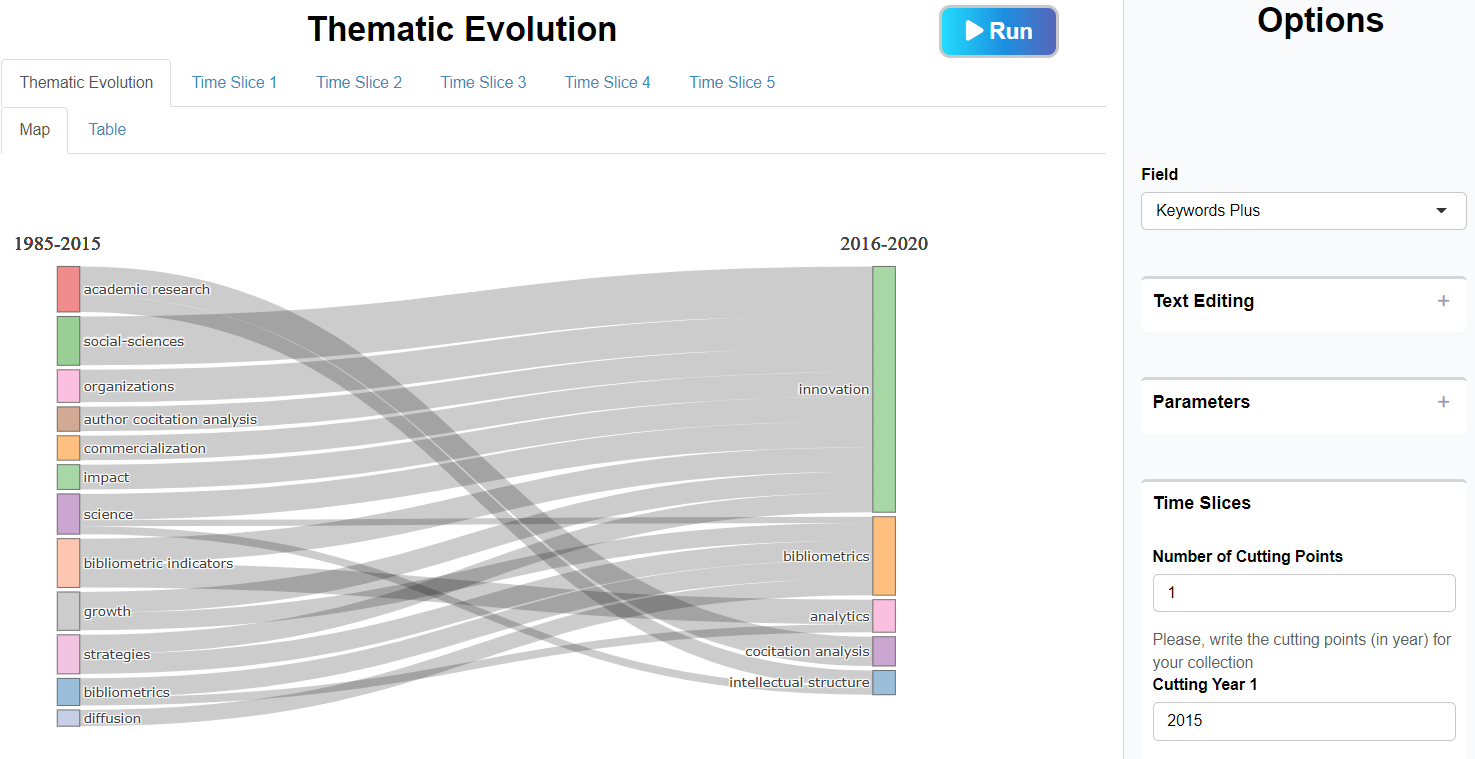 Thematic Evolution
Run
Options
Thematic Evolution
Time Slice 1
Time Slice 2
Time Slice 3
Time Slice 4
Time Slice 5
Map
Table
Field
Keywords Plus
Text Editing
+
Parameters
+
Time Slices
Number of Cutting Points
1
Please, write the cutting points (in year) for
your collection
Cutting Year 1
2015
1985-2015
academic research
social-sciences
organizations
author cocitation analysis
commercialization
impact
science
bibliometric indicators
growth
strategies
bibliometrics
diffusion
2016-2020
innovation
bibliometrics
analytics
cocitation analysis
intellectual structure